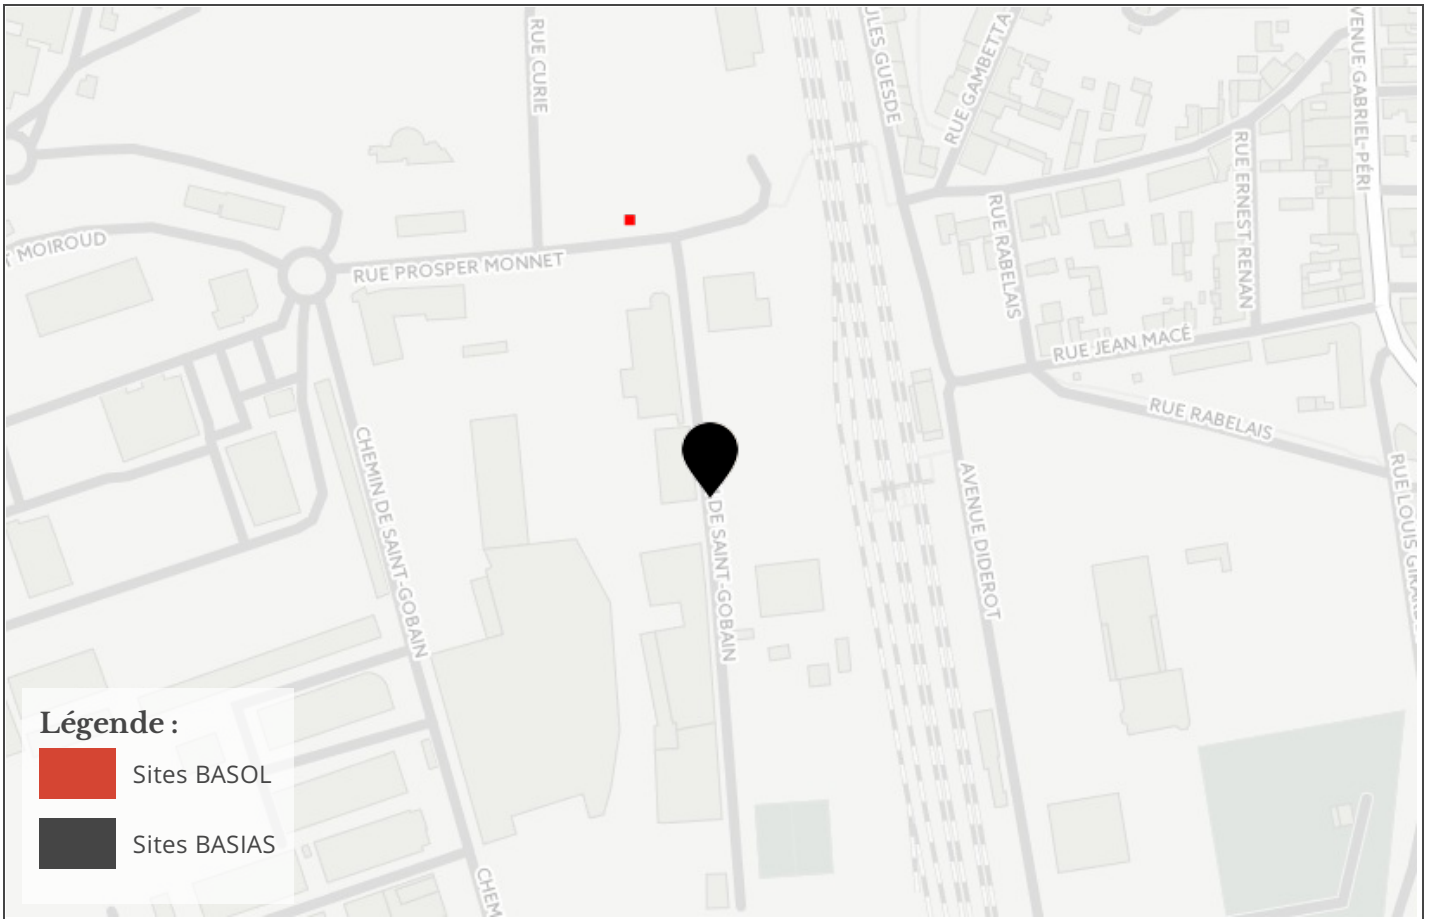 RUE CURIE
ULES GUESDE
RUE GAMBETTA
VENUE GABRIEL-PÉRI
RUE ERNEST RENAN
RUE RABELAIS
T MOIROUD
RUE PROSPER MONNET
RUE JEAN MACÉ
RUE RABELAIS
CHEMIN DE SAINT-GOBAIN
DE SAINT-GOBAIN
AVENUE DIDEROT
RUE LOUIS GIRARD
Légende :
Sites BASOL
Sites BASIAS
CHEM